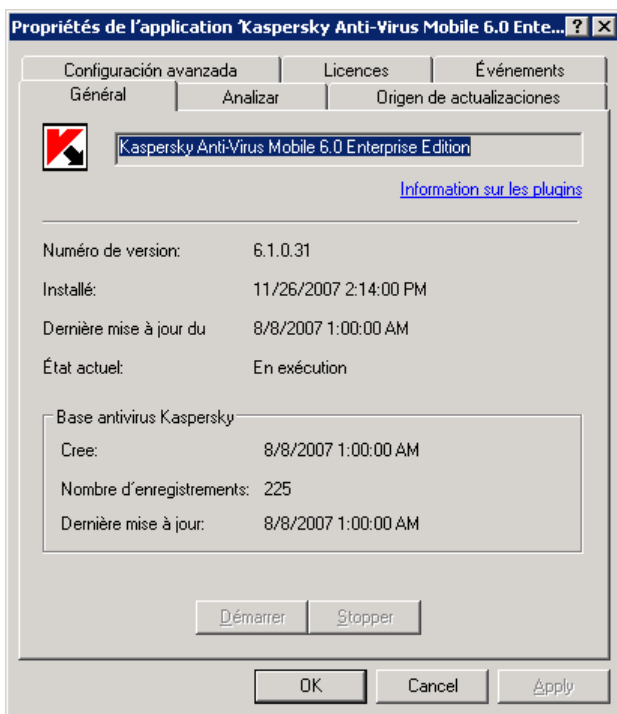 Propriétés de l'application 'Kaspersky Anti-Virus Mobile 6.0 Ente...
Configuración avanzada Licences Événements
Général Analizar Origen de actualizaciones
Kaspersky Anti-Virus Mobile 6.0 Enterprise Edition
Information sur les plugins
Numéro de version: 6.1.0.31
Installé: 11/26/2007 2:14:00 PM
Dernière mise à jour du 8/8/2007 1:00:00 AM
État actuel: En exécution
Base antivirus Kaspersky
Cree: 8/8/2007 1:00:00 AM
Nombre d'enregistrements: 225
Dernière mise à jour: 8/8/2007 1:00:00 AM
Démarrer Stopper
OK Cancel Apply